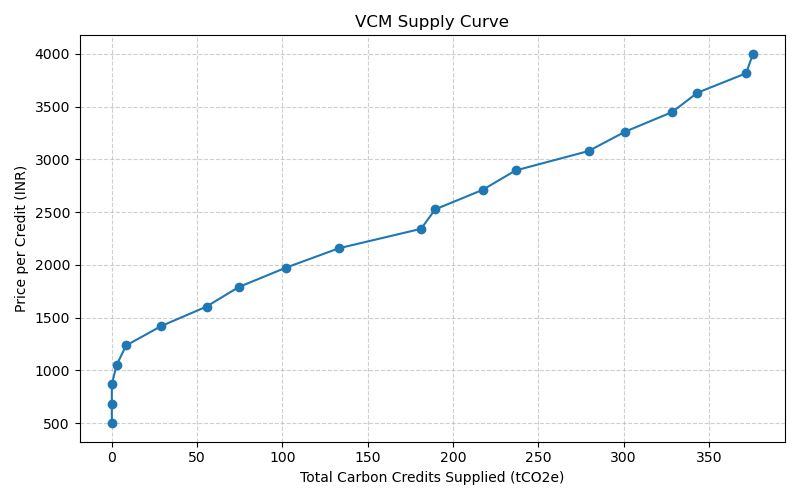 VCM Supply Curve
Price per Credit (INR)
4000
3500
3000
2500
2000
1500
1000
500
0 50 100 150 200 250 300 350
Total Carbon Credits Supplied (tCO2e)